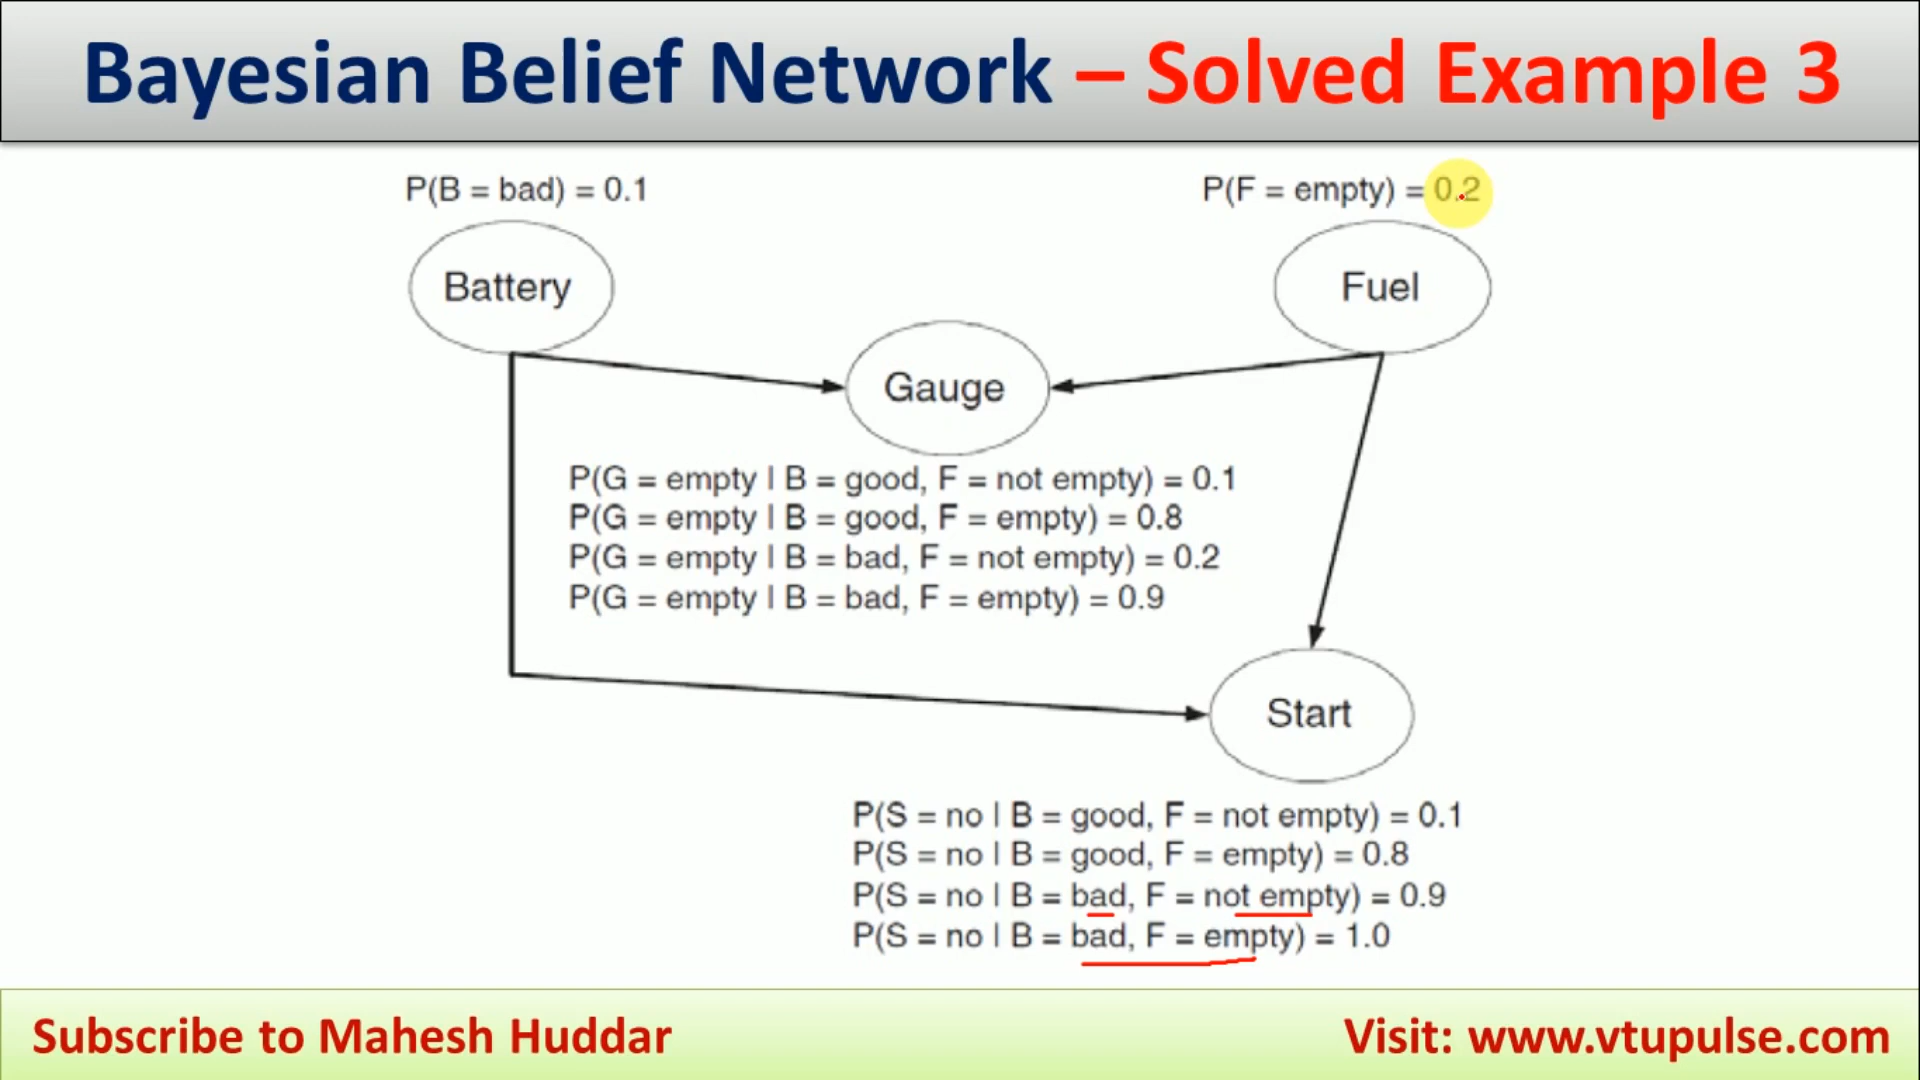 Bayesian Belief Network – Solved Example 3
P(B = bad) = 0.1
P(F = empty) = 0.2
Battery
Fuel
Gauge
P(G = empty | B = good, F = not empty) = 0.1
P(G = empty | B = good, F = empty) = 0.8
P(G = empty | B = bad, F = not empty) = 0.2
P(G = empty | B = bad, F = empty) = 0.9
Start
P(S = no | B = good, F = not empty) = 0.1
P(S = no | B = good, F = empty) = 0.8
P(S = no | B = bad, F = not empty) = 0.9
P(S = no | B = bad, F = empty) = 1.0
Subscribe to Mahesh Huddar
Visit: www.vtupulse.com